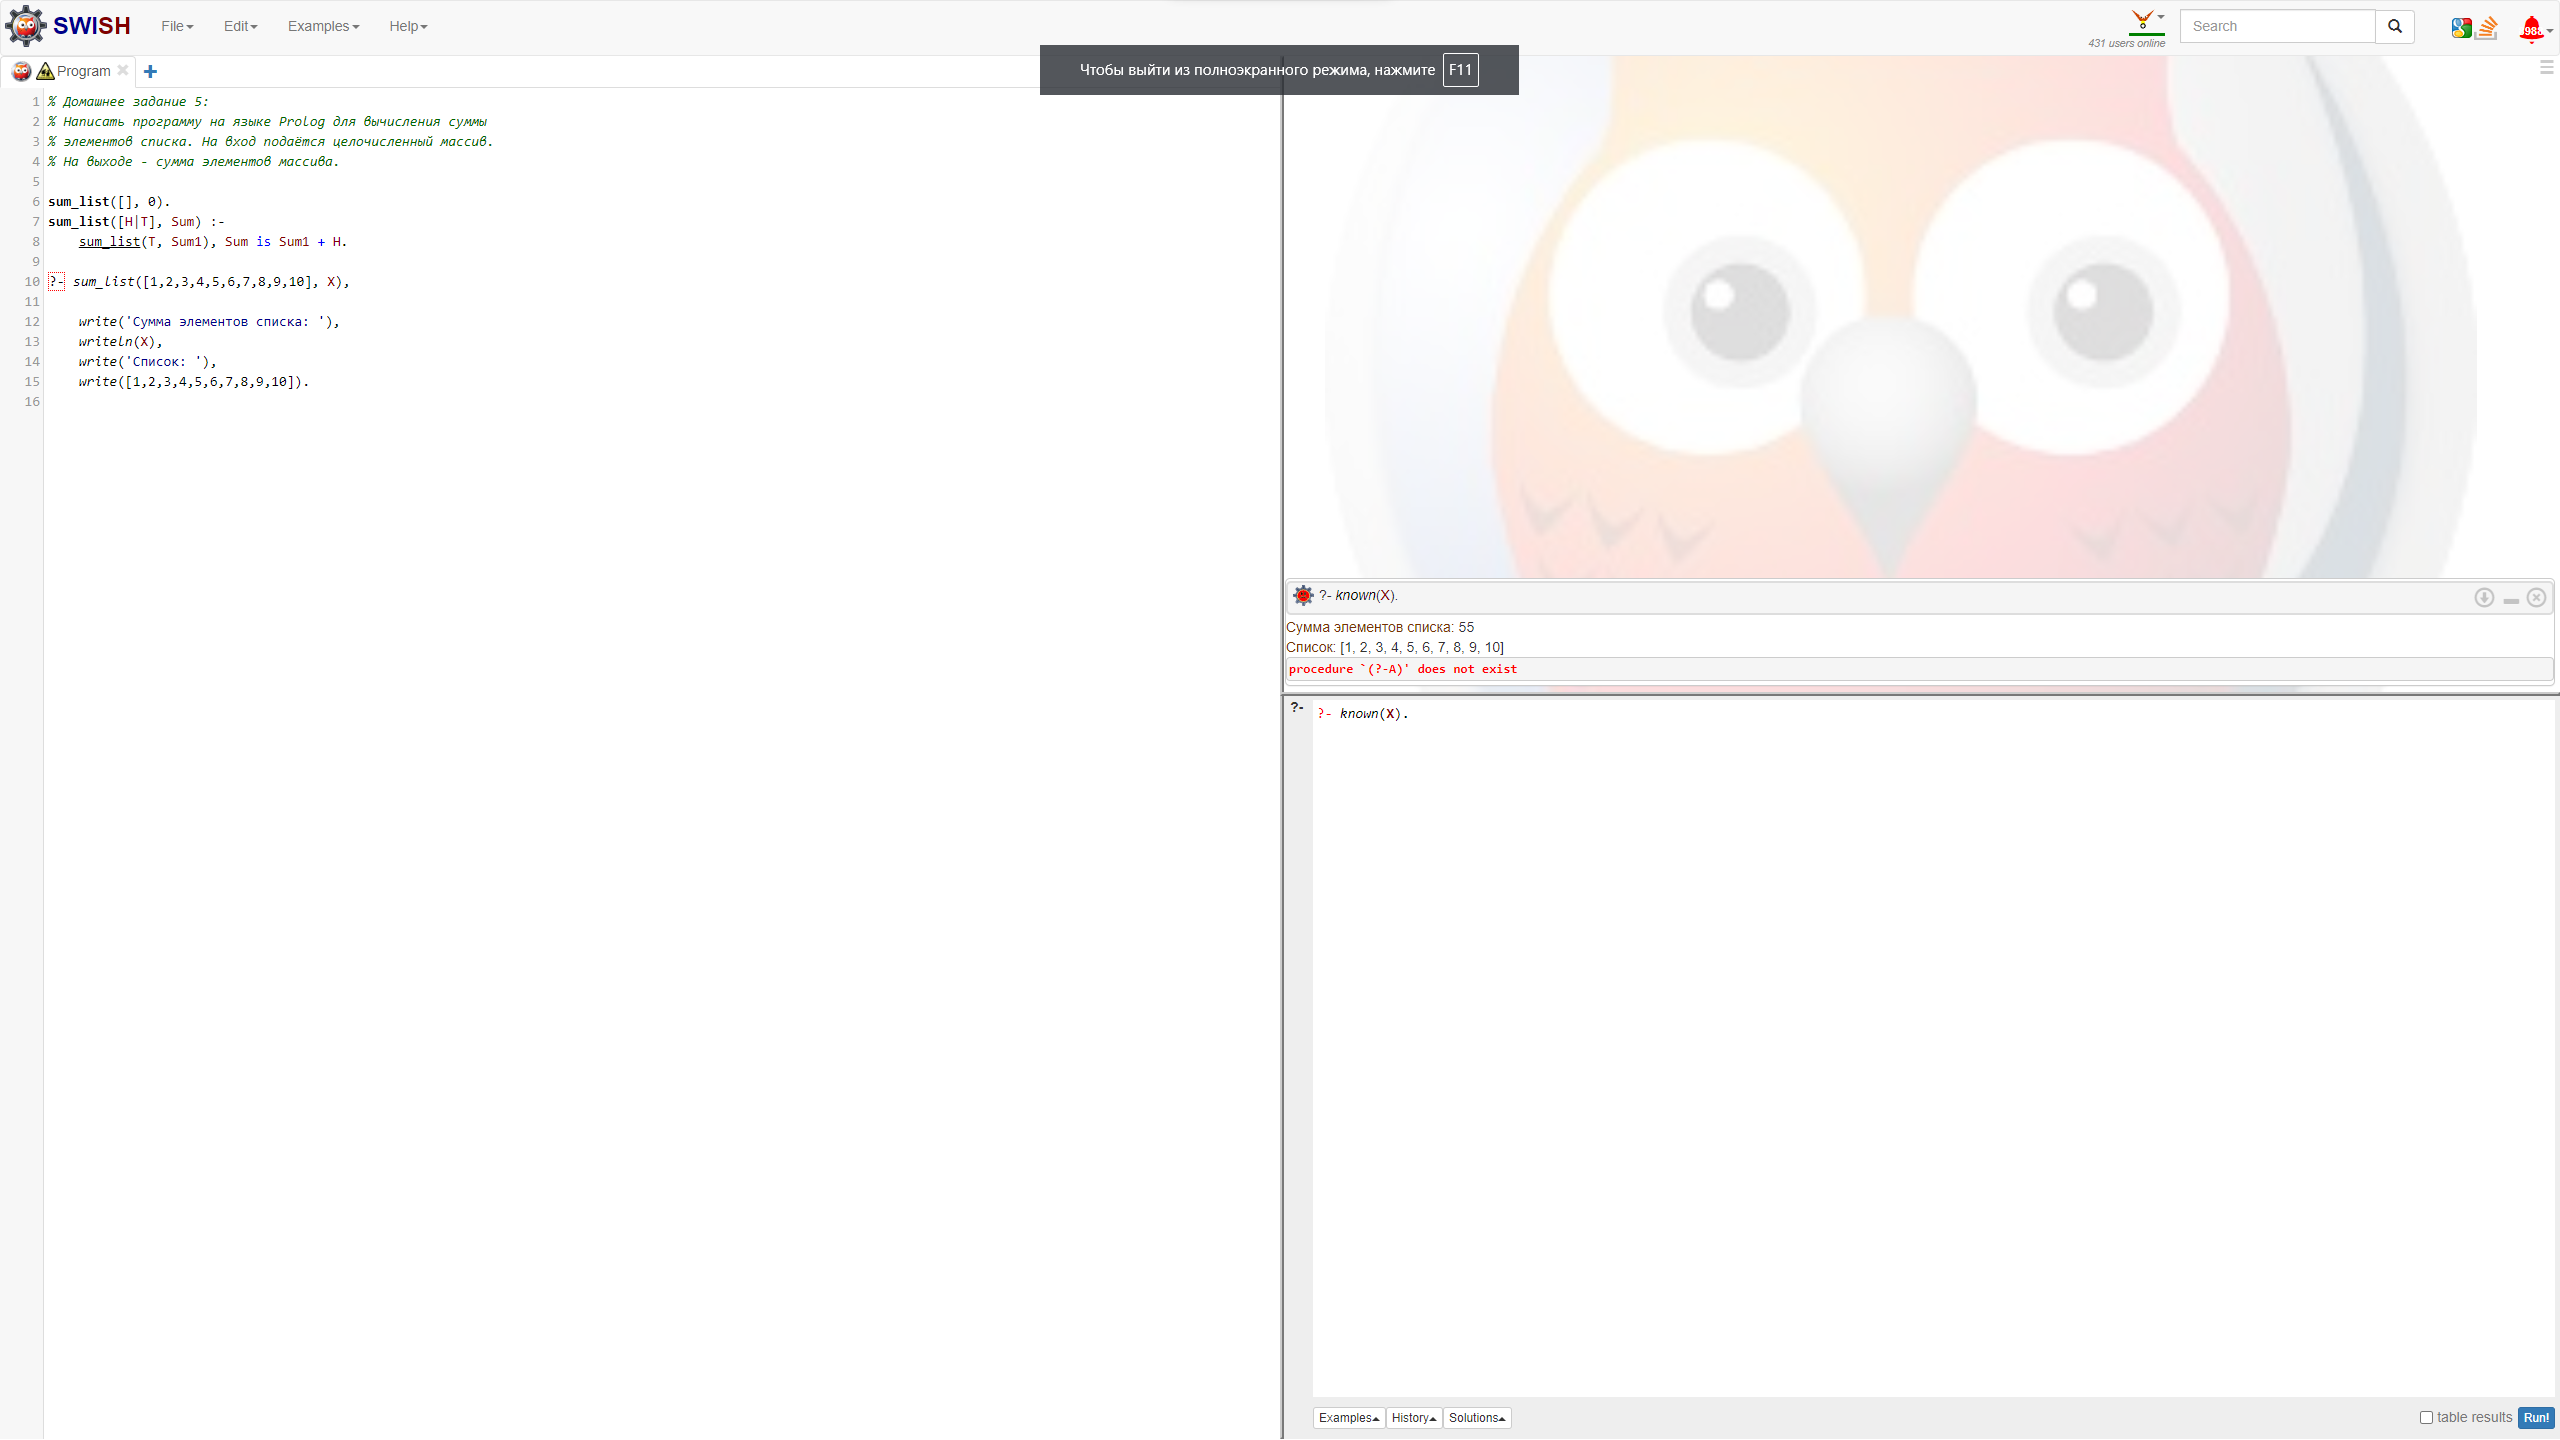 SWISH File Edit Examples Help 431 users online Search
Program
Чтобы выйти из полноэкранного режима, нажмите F11
1 % Домашнее задание 5:
2 % Написать программу на языке Prolog для вычисления суммы
3 % элементов списка. На вход подаётся целочисленный массив.
4 % На выходе - сумма элементов массива.
5
6 sum_list([], 0).
7 sum_list([H|T], Sum) :-
8     sum_list(T, Sum1), Sum is Sum1 + H.
9
10 ?- sum_list([1,2,3,4,5,6,7,8,9,10], X),
11
12     write('Сумма элементов списка: '),
13     writeln(X),
14     write('Список: '),
15     write([1,2,3,4,5,6,7,8,9,10]).
16
?- known(X).
Сумма элементов списка: 55
Список: [1, 2, 3, 4, 5, 6, 7, 8, 9, 10]
procedure `(?-A)' does not exist
?- ?- known(X).
Examples History Solutions table results Run!